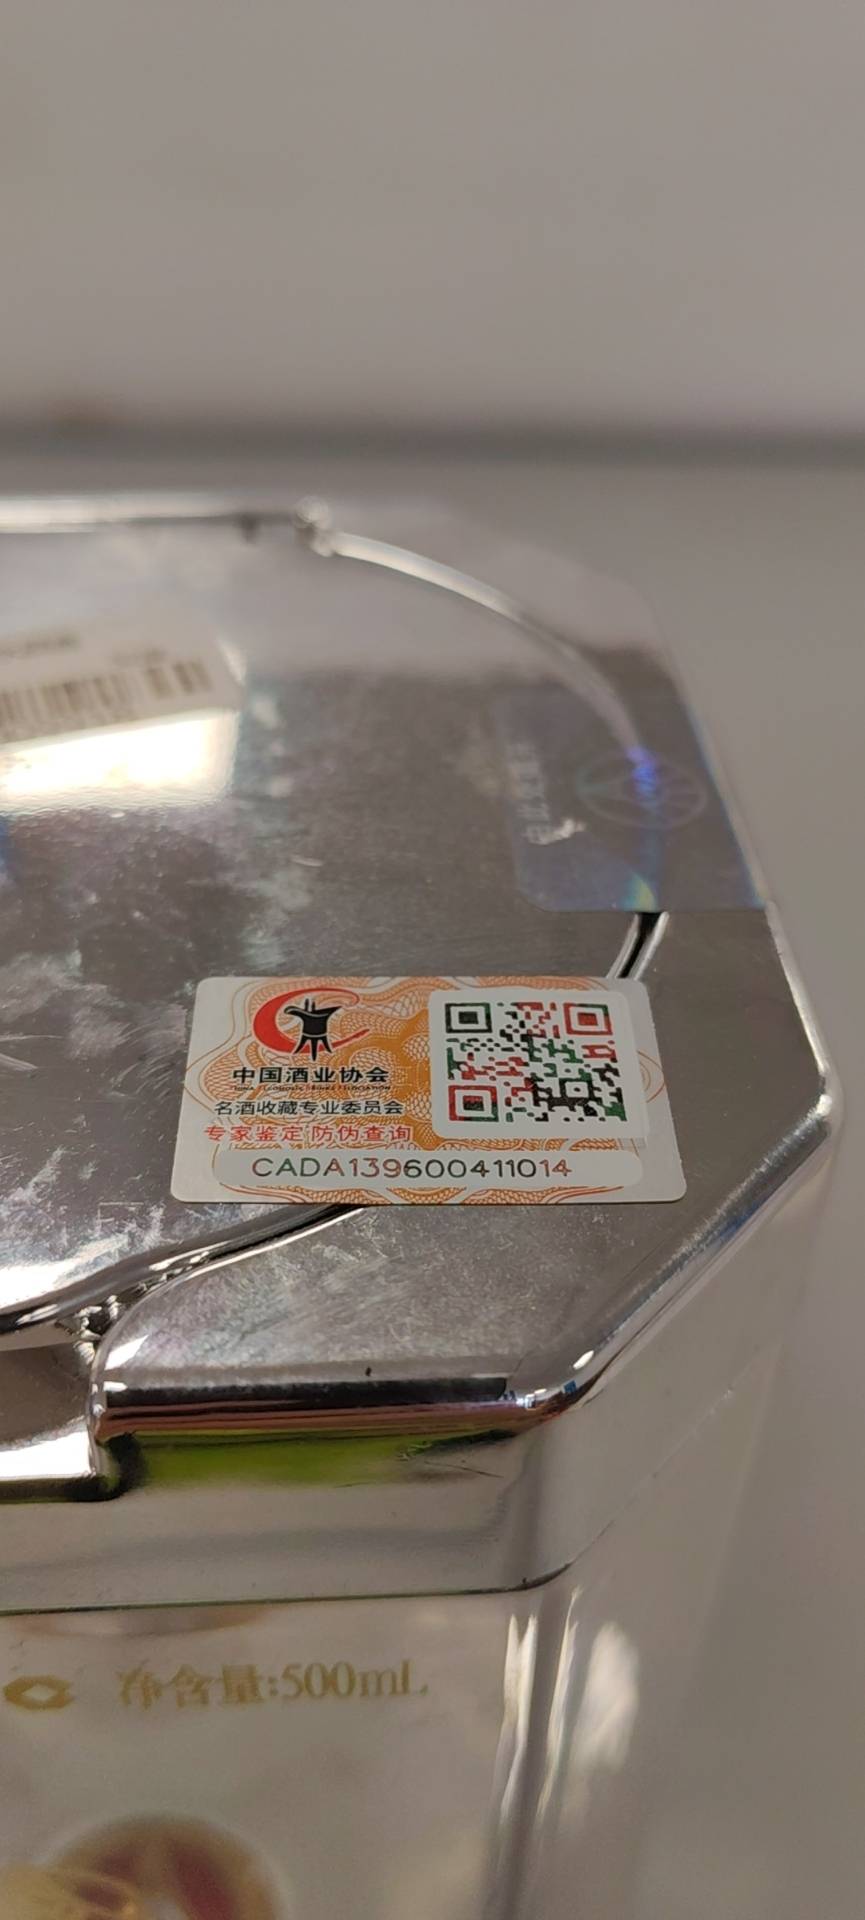 中国酒业协会
名酒收藏专业委员会
专家鉴定 防伪查询
CADA139600411014
净含量:500mL